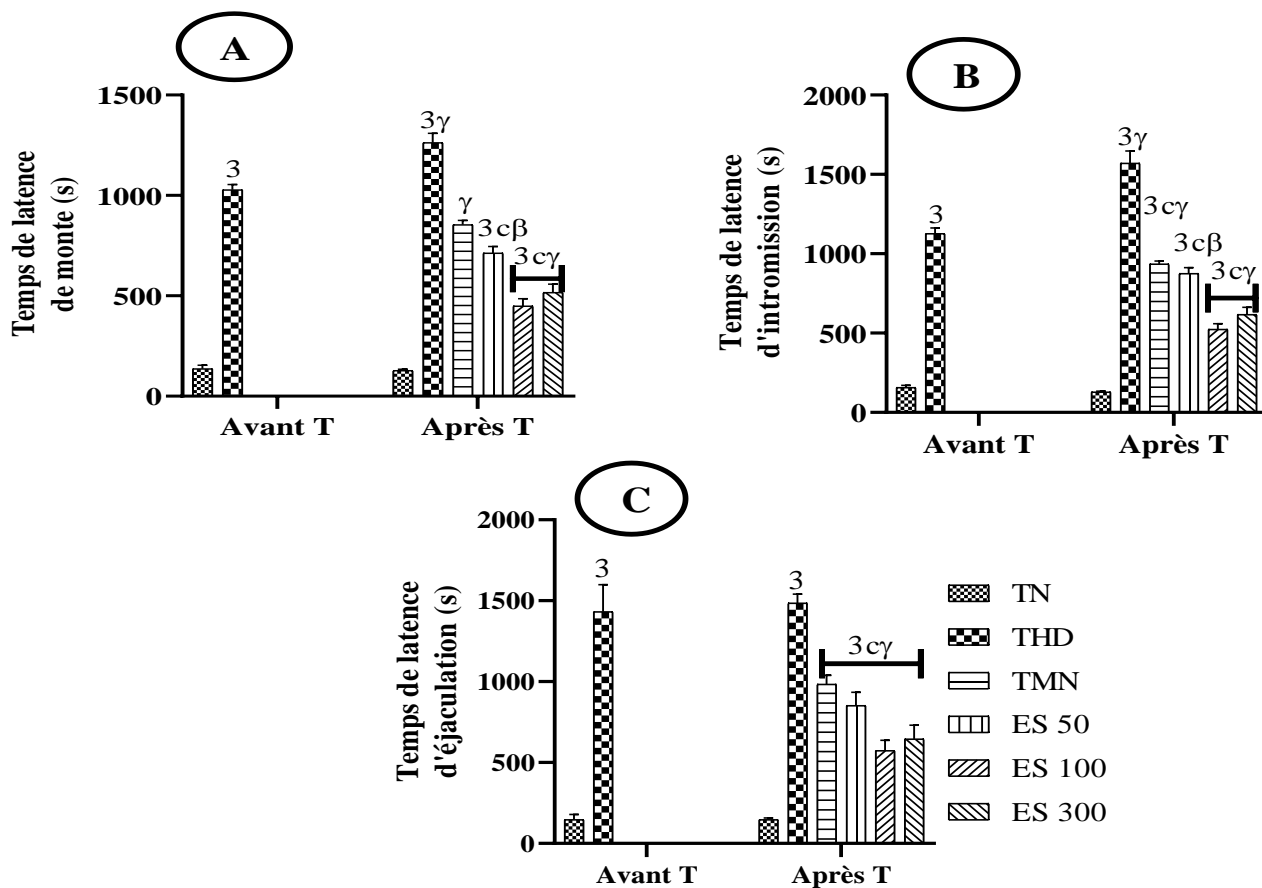 A
Temps de latence
de monte (s)
1500
1000
500
0
3
3γ
γ
3cβ
3cγ
Avant T
Après T
B
Temps de latence
d'intromission (s)
2000
1500
1000
500
0
3
3γ
3cγ
3cβ
3cγ
Avant T
Après T
C
Temps de latence
d'éjaculation (s)
2000
1500
1000
500
0
3
3
3cγ
Avant T
Après T
TN
THD
TMN
ES 50
ES 100
ES 300